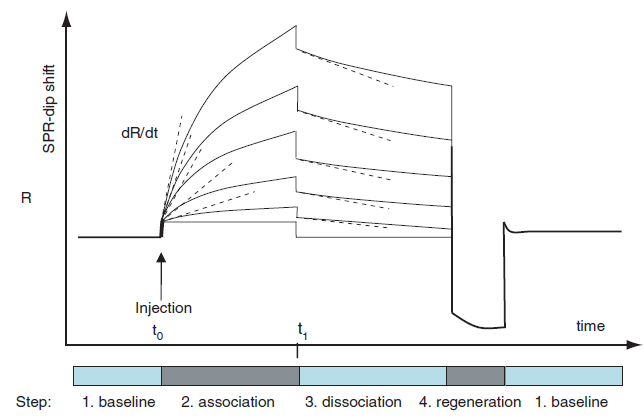 SPR-dip shift
dR/dt
R
Injection
t0
t1
time
Step: 1. baseline 2. association 3. dissociation 4. regeneration 1. baseline